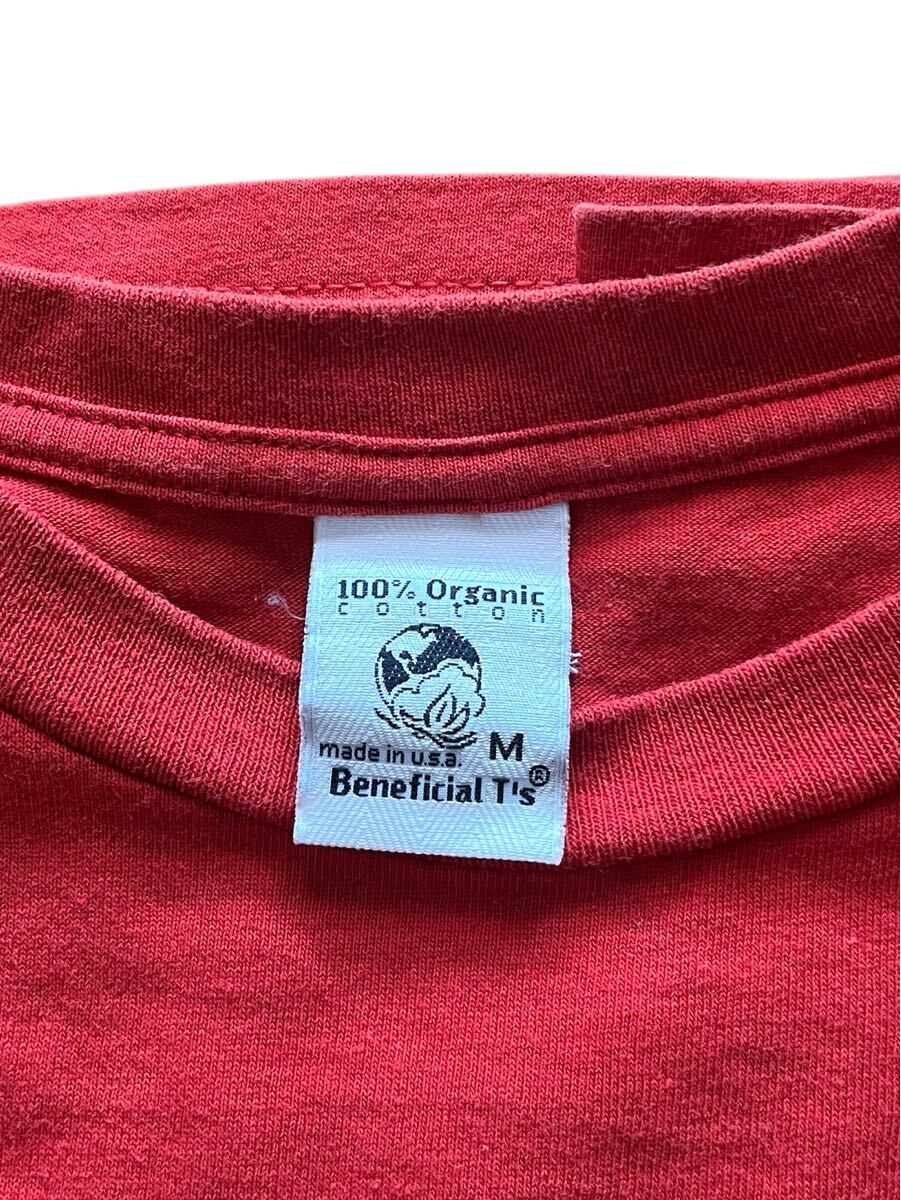 100% Organic
cotton
made in u.s.a. M
Beneficial T's®